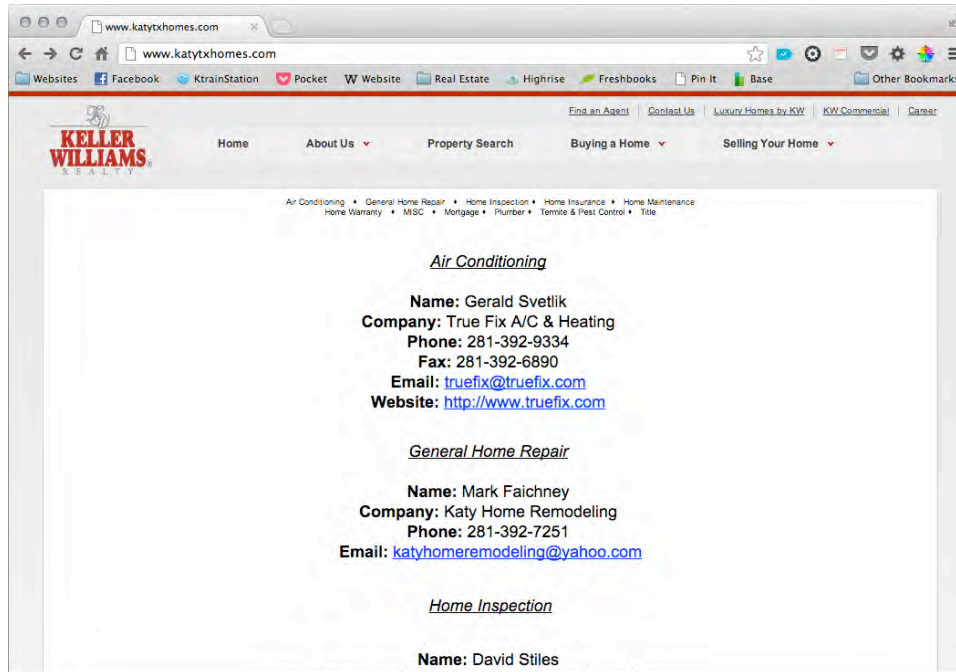 www.katytxhomes.com
www.katytxhomes.com
Websites Facebook KtrainStation Pocket W Website Real Estate Highrise Freshbooks Pin It Base Other Bookmarks
Find an Agent | Contact Us | Luxury Homes by KW | KW Commercial | Career
KELLER
WILLIAMS
REALTY
Home About Us Property Search Buying a Home Selling Your Home
Air Conditioning ♦ General Home Repair ♦ Home Inspection ♦ Home Insurance ♦ Home Maintenance
Home Warranty ♦ MISC ♦ Mortgage ♦ Plumber ♦ Termite & Pest Control ♦ Title
Air Conditioning
Name: Gerald Svetlik
Company: True Fix A/C & Heating
Phone: 281-392-9334
Fax: 281-392-6890
Email: truefix@truefix.com
Website: http://www.truefix.com
General Home Repair
Name: Mark Faichney
Company: Katy Home Remodeling
Phone: 281-392-7251
Email: katyhomeremodeling@yahoo.com
Home Inspection
Name: David Stiles